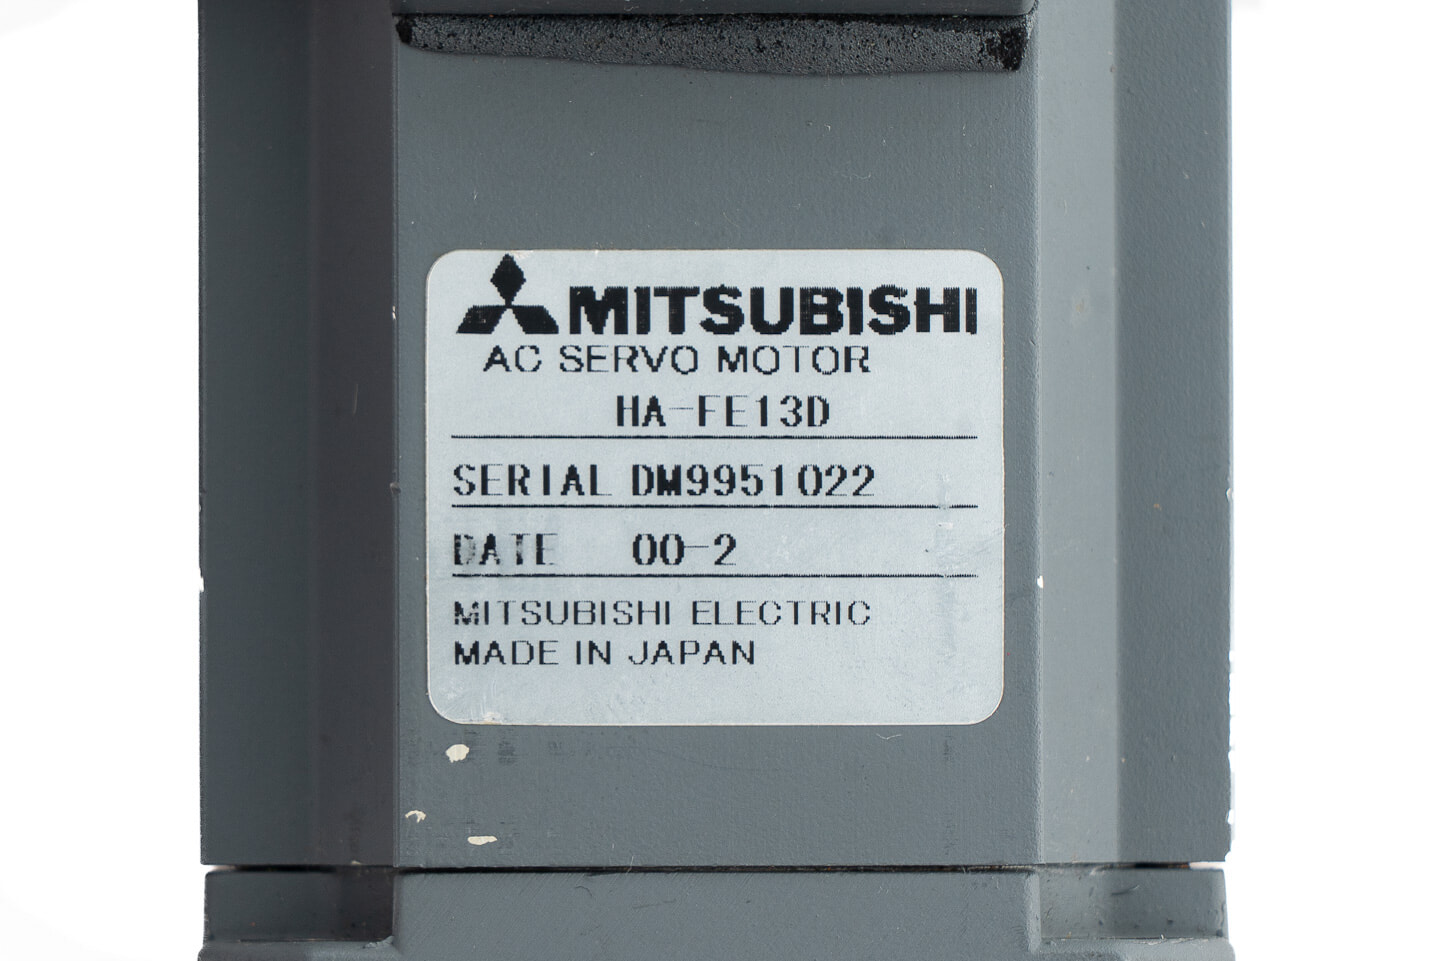 MITSUBISHI
AC SERVO MOTOR
HA-FE13D
SERIAL DM9951022
DATE 00-2
MITSUBISHI ELECTRIC
MADE IN JAPAN